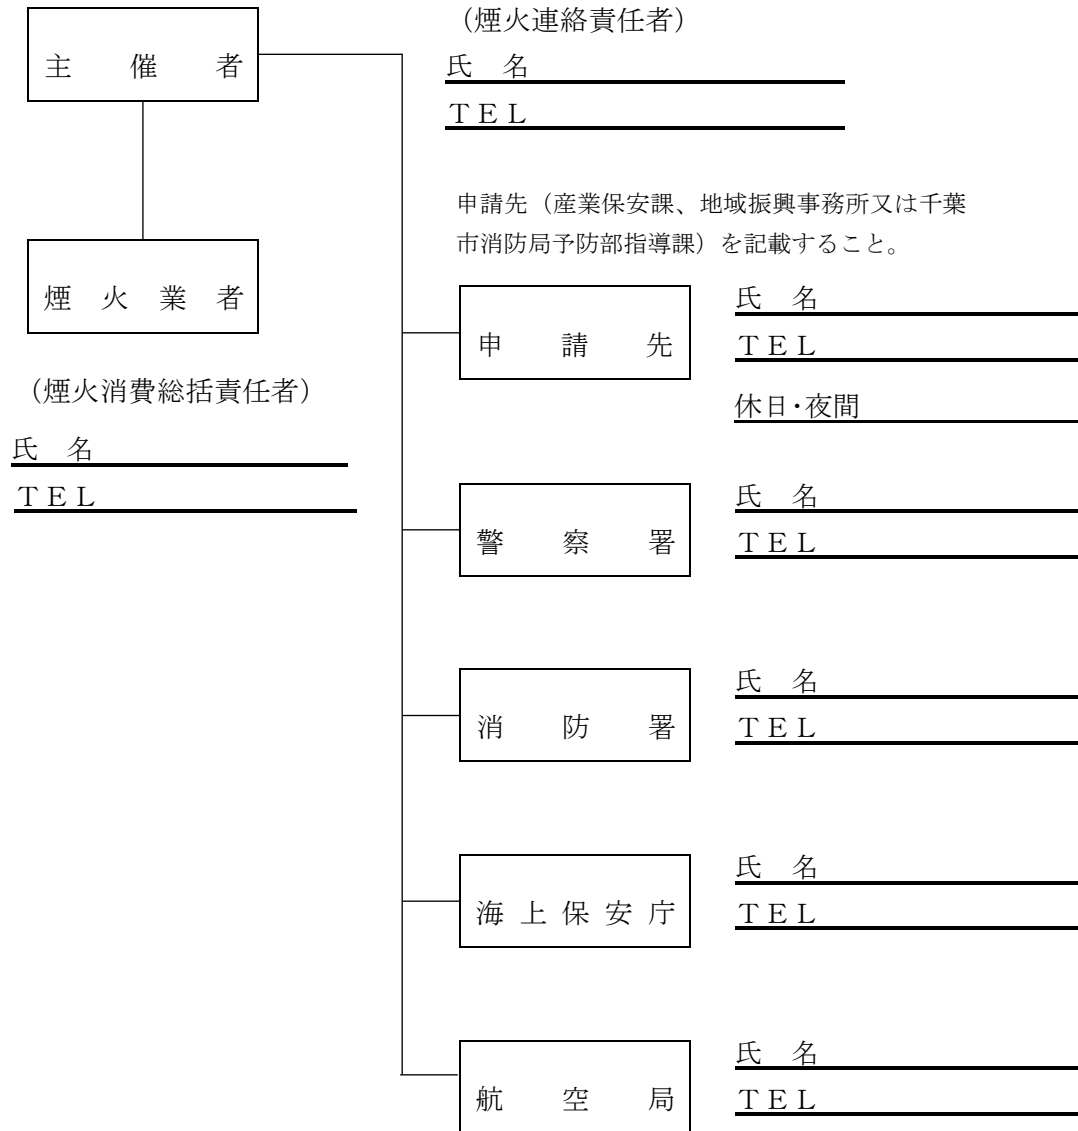 主催者
(煙火連絡責任者)
氏 名
TEL
煙火業者
(煙火消費総括責任者)
氏 名
TEL
申請先(産業保安課、地域振興事務所又は千葉
市消防局予防部指導課)を記載すること。
申請先
氏 名
TEL
休日・夜間
警察署
氏 名
TEL
消防署
氏 名
TEL
海上保安庁
氏 名
TEL
航空局
氏 名
TEL